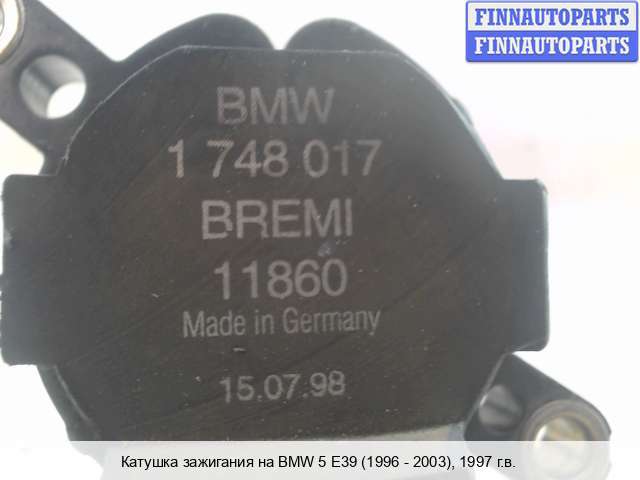 FINNAUTOPARTS
FINNAUTOPARTS
BMW
1 748 017
BREMI
11860
Made in Germany
15.07.98
Катушка зажигания на BMW 5 E39 (1996 - 2003), 1997 г.в.